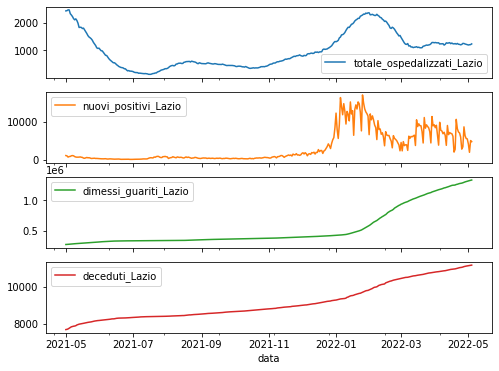 2000
1000
totale_ospedalizzati_Lazio
nuovi_positivi_Lazio
10000
0
1e6
dimessi_guariti_Lazio
1.0
0.5
deceduti_Lazio
10000
8000
2021-05 2021-07 2021-09 2021-11 2022-01 2022-03 2022-05
data